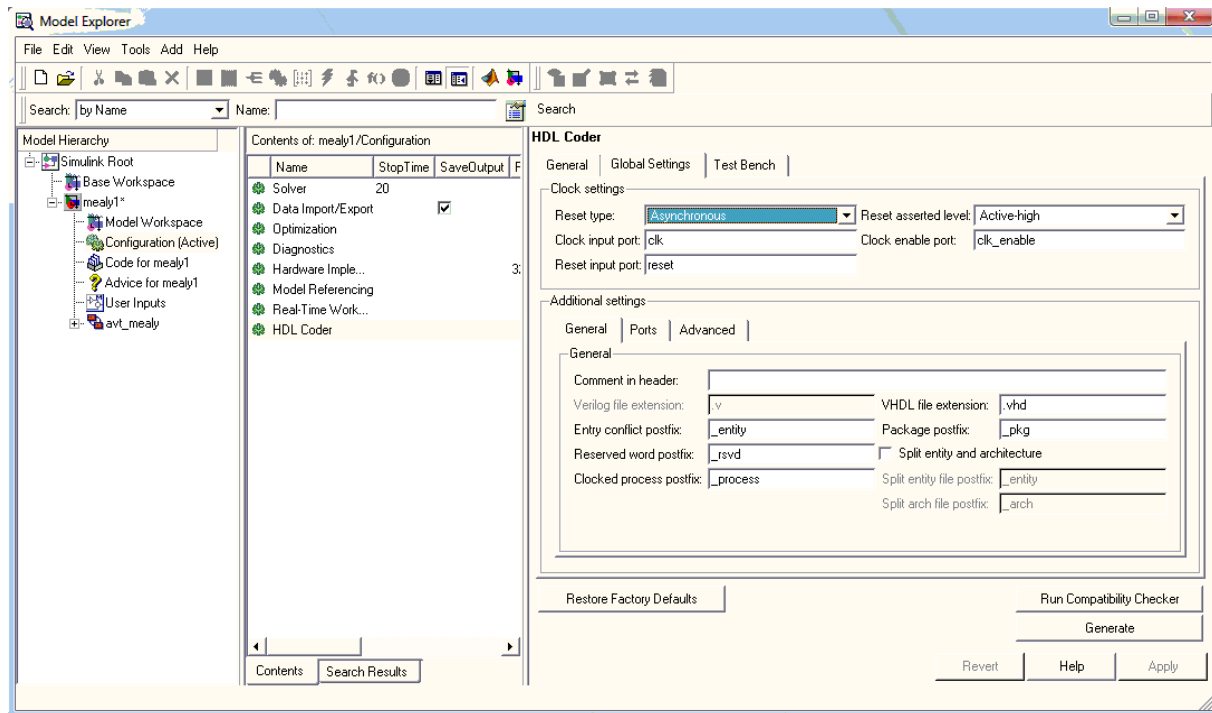 Model Explorer
File Edit View Tools Add Help
Search: by Name Name: Search
Model Hierarchy
Simulink Root
Base Workspace
mealy1*
Model Workspace
Configuration (Active)
Code for mealy1
Advice for mealy1
User Inputs
avt_mealy
Contents of: mealy1/Configuration
Name StopTime SaveOutput F
Solver 20
Data Import/Export
Optimization
Diagnostics
Hardware Imple... 32
Model Referencing
Real-Time Work...
HDL Coder
Contents Search Results
HDL Coder
General Global Settings Test Bench
Clock settings
Reset type: Asynchronous Reset asserted level: Active-high
Clock input port: clk Clock enable port: clk_enable
Reset input port: reset
Additional settings
General Ports Advanced
General
Comment in header:
Verilog file extension: .v VHDL file extension: .vhd
Entry conflict postfix: _entity Package postfix: _pkg
Reserved word postfix: _rsvd Split entity and architecture
Clocked process postfix: _process Split entity file postfix: _entity
Split arch file postfix: _arch
Restore Factory Defaults Run Compatibility Checker
Generate
Revert Help Apply